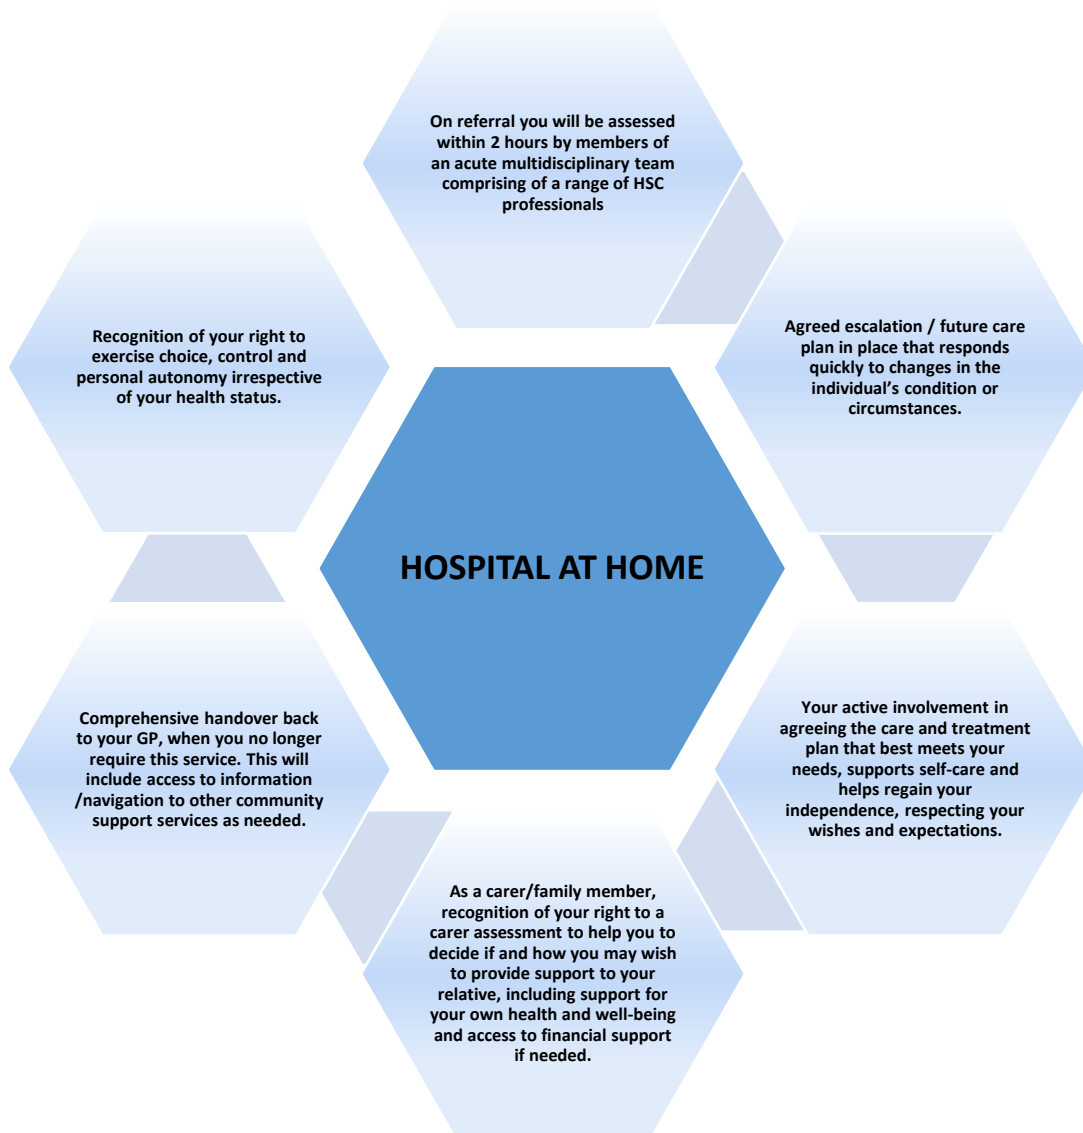 On referral you will be assessed
within 2 hours by members of
an acute multidisciplinary team
comprising of a range of HSC
professionals
Agreed escalation / future care
plan in place that responds
quickly to changes in the
individual’s condition or
circumstances.
Your active involvement in
agreeing the care and treatment
plan that best meets your
needs, supports self-care and
helps regain your
independence, respecting your
wishes and expectations.
As a carer/family member,
recognition of your right to a
carer assessment to help you to
decide if and how you may wish
to provide support to your
relative, including support for
your own health and well-being
and access to financial support
if needed.
Comprehensive handover back
to your GP, when you no longer
require this service. This will
include access to information
/navigation to other community
support services as needed.
Recognition of your right to
exercise choice, control and
personal autonomy irrespective
of your health status.
HOSPITAL AT HOME